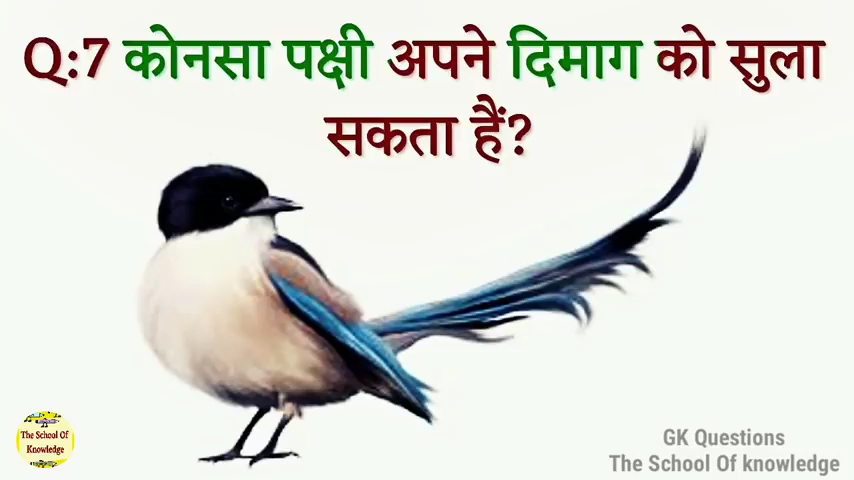 Q:7 कोनसा पक्षी अपने दिमाग को सुला
सकता हैं?
The School Of
Knowledge
GK Questions
The School Of knowledge